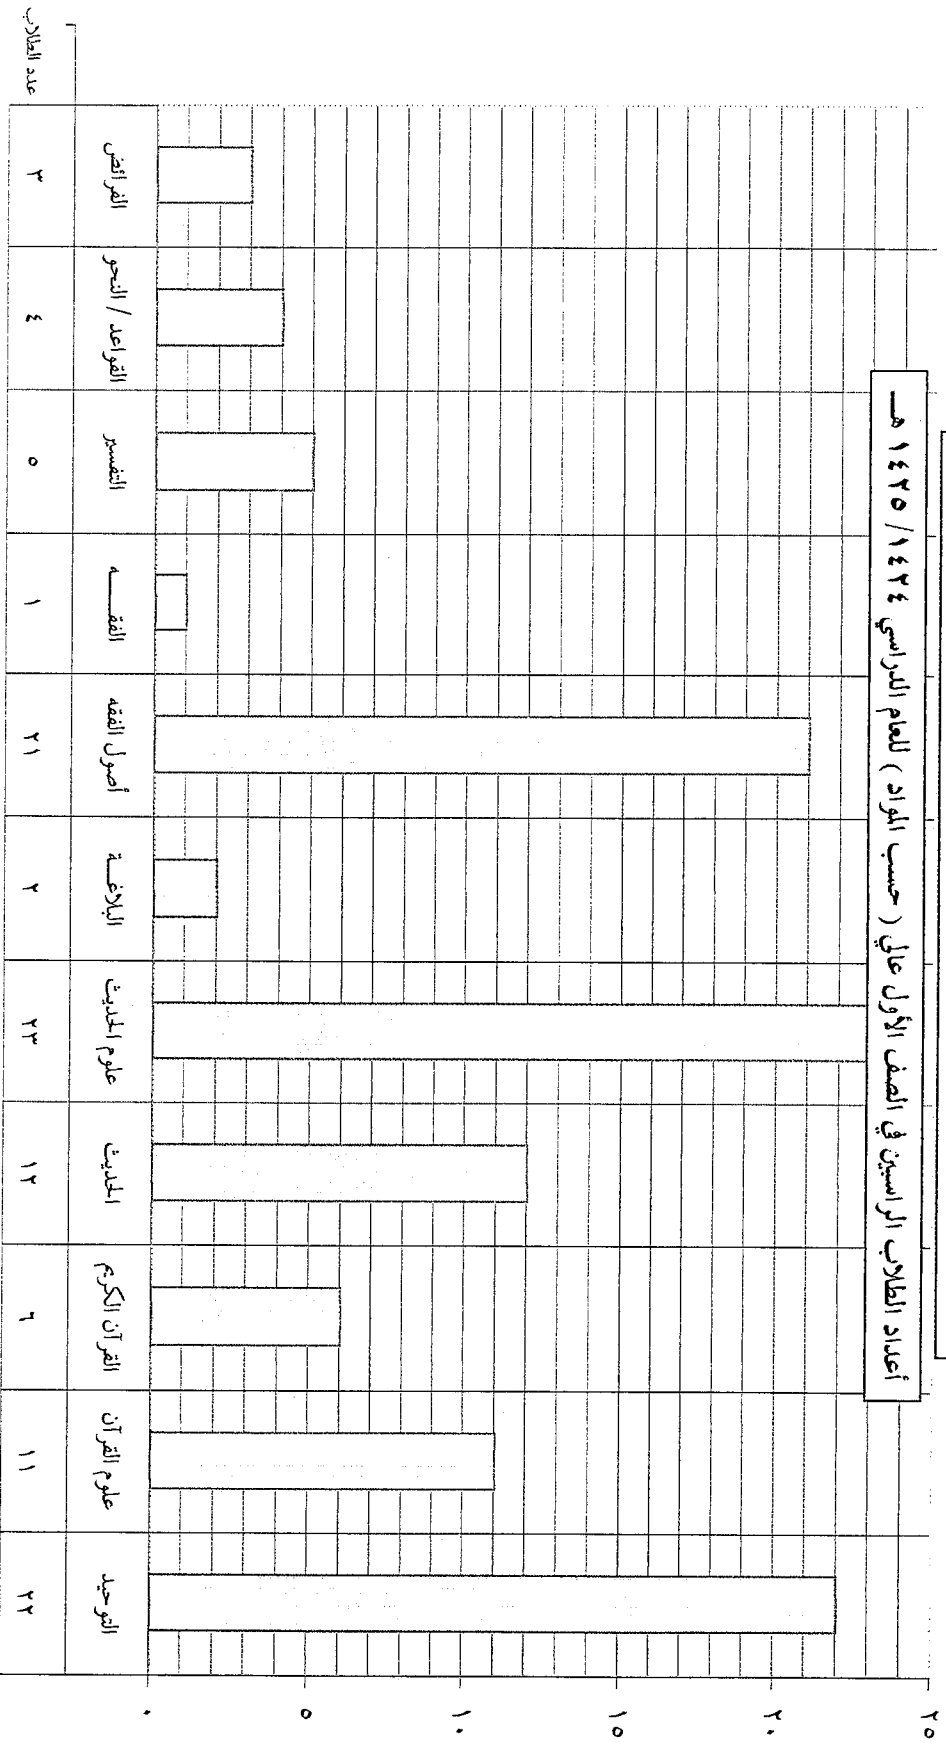 أعداد الطلاب الراسبين في الصف الأول عالي ( حسب المواد ) للعام الدراسي ١٤٢٤ / ١٤٢٥ هـ
٢٥
٢٠
١٥
١٠
٥
٠
التوحيد علوم القرآن القرآن الكريم الحديث علوم الحديث البلاغـة أصول الفقه الفقـــه التفسير القواعد / النحو الفرائض
٢٢ ١١ ٦ ١٢ ٢٣ ٢ ٢١ ١ ٥ ٤ ٣ عدد الطلاب